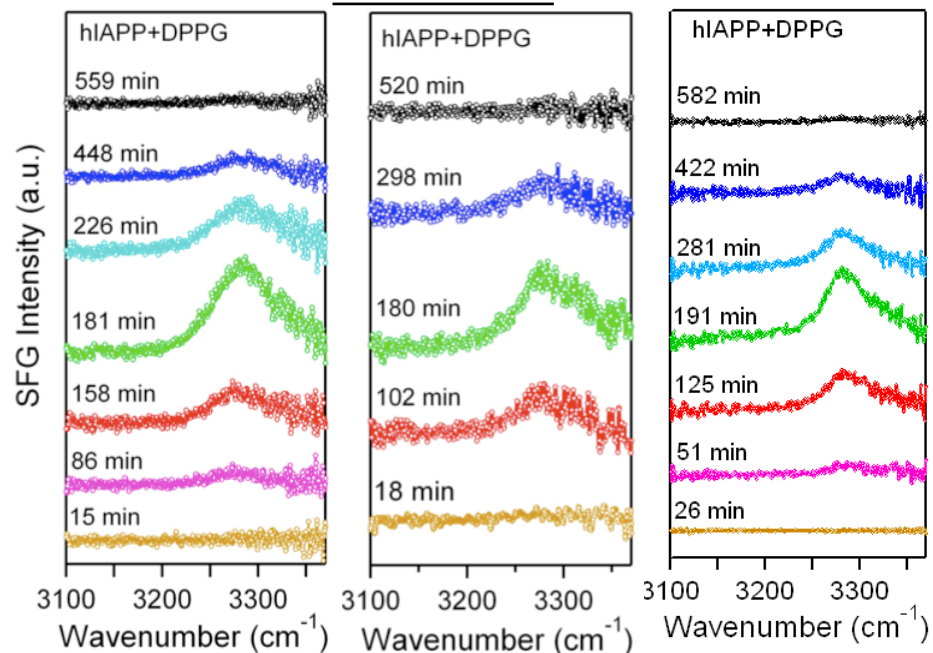 SFG Intensity (a.u.)
hIAPP+DPPG
559 min
448 min
226 min
181 min
158 min
86 min
15 min
3100 3200 3300
Wavenumber (cm-1)
hIAPP+DPPG
520 min
298 min
180 min
102 min
18 min
3100 3200 3300
Wavenumber (cm-1)
hIAPP+DPPG
582 min
422 min
281 min
191 min
125 min
51 min
26 min
3100 3200 3300
Wavenumber (cm-1)